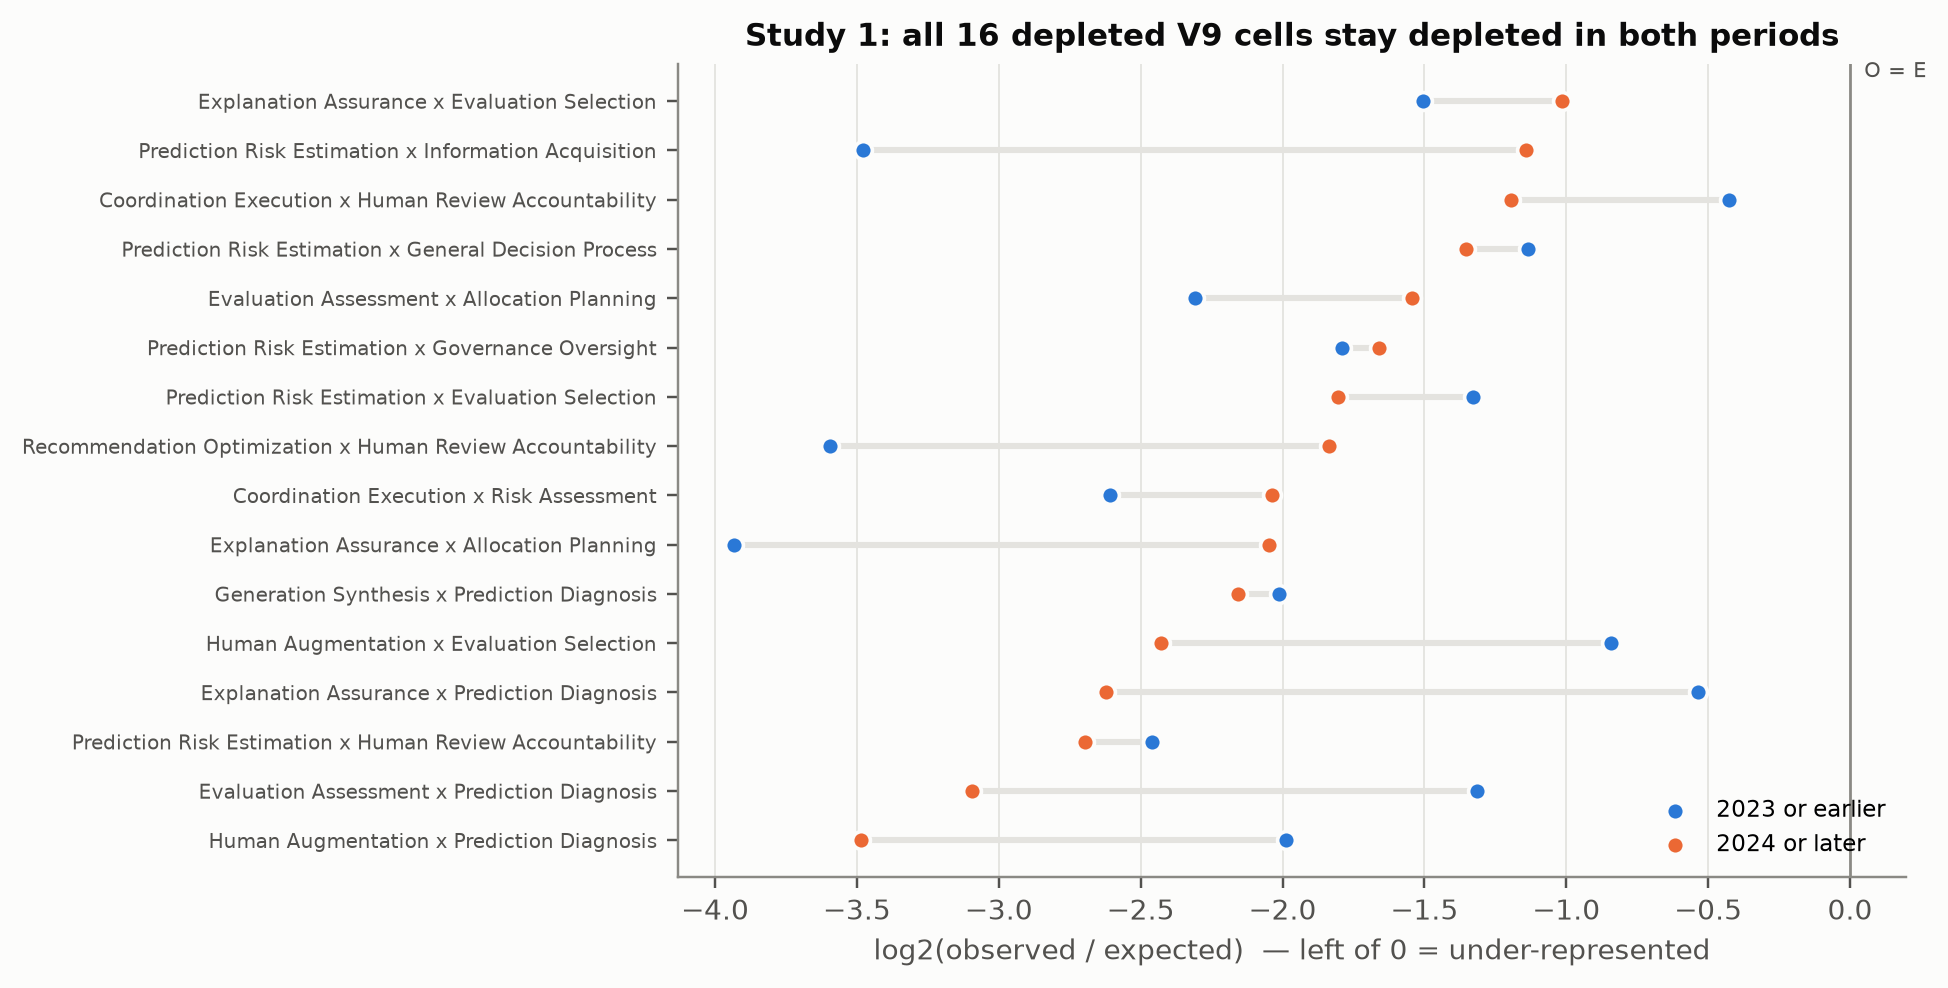 Study 1: all 16 depleted V9 cells stay depleted in both periods
O = E
Explanation Assurance x Evaluation Selection
Prediction Risk Estimation x Information Acquisition
Coordination Execution x Human Review Accountability
Prediction Risk Estimation x General Decision Process
Evaluation Assessment x Allocation Planning
Prediction Risk Estimation x Governance Oversight
Prediction Risk Estimation x Evaluation Selection
Recommendation Optimization x Human Review Accountability
Coordination Execution x Risk Assessment
Explanation Assurance x Allocation Planning
Generation Synthesis x Prediction Diagnosis
Human Augmentation x Evaluation Selection
Explanation Assurance x Prediction Diagnosis
Prediction Risk Estimation x Human Review Accountability
Evaluation Assessment x Prediction Diagnosis
Human Augmentation x Prediction Diagnosis
2023 or earlier
2024 or later
−4.0 −3.5 −3.0 −2.5 −2.0 −1.5 −1.0 −0.5 0.0
log2(observed / expected) — left of 0 = under-represented